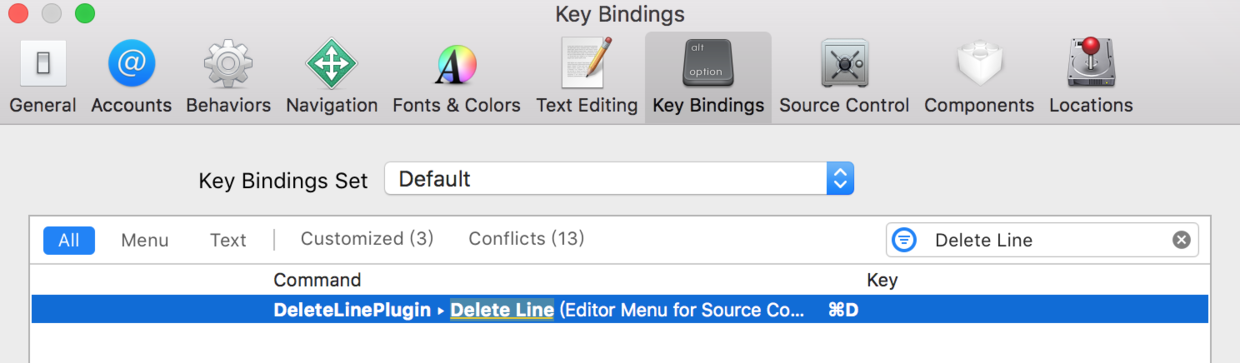 Key Bindings
@
A
alt
option
General Accounts Behaviors Navigation Fonts & Colors Text Editing Key Bindings Source Control Components Locations
Key Bindings Set Default
All Menu Text Customized (3) Conflicts (13) Delete Line
Command Key
DeleteLinePlugin ▸ Delete Line (Editor Menu for Source Co... ⌘D